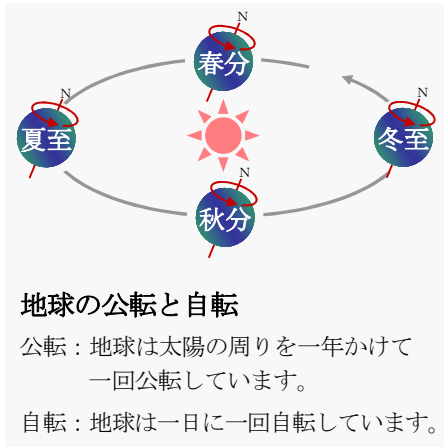 N
春分
N
夏至
N
冬至
N
秋分
地球の公転と自転
公転：地球は太陽の周りを一年かけて
一回公転しています。
自転：地球は一日に一回自転しています。